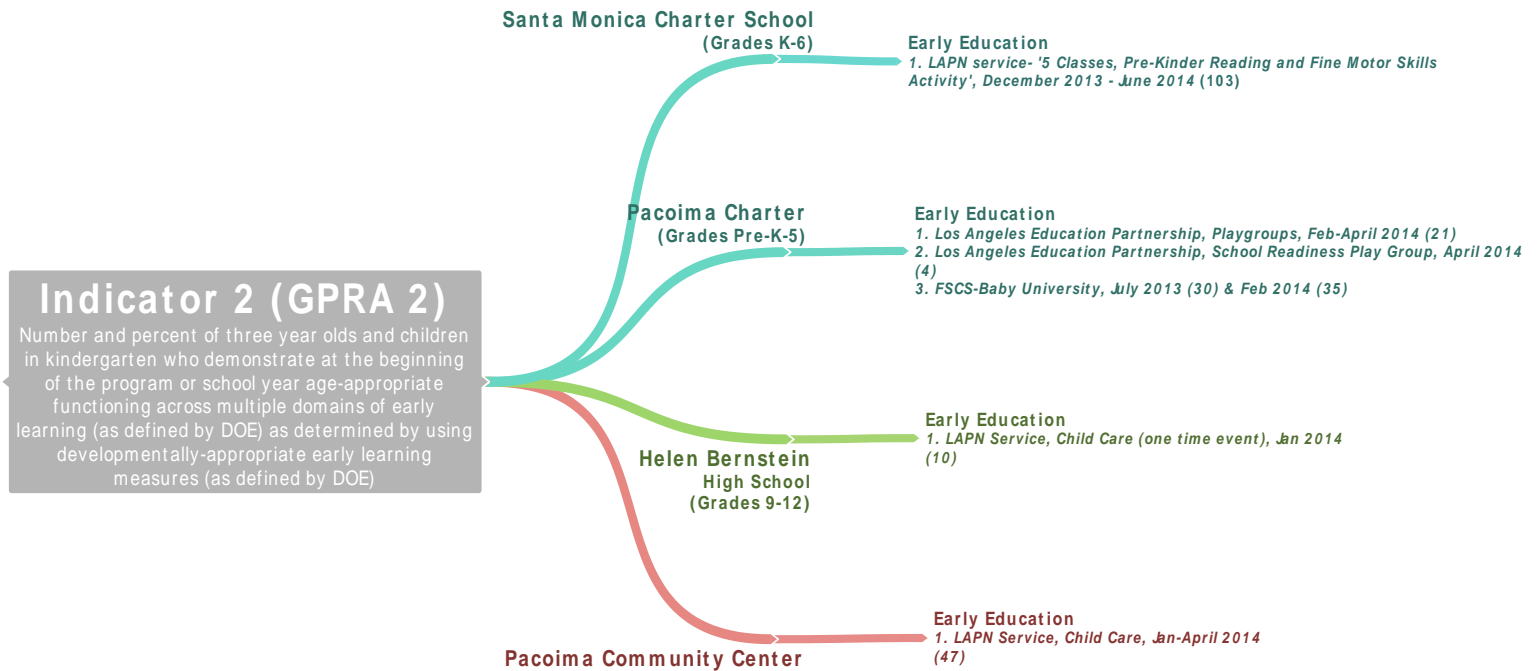 Indicator 2 (GPRA 2)
Number and percent of three year olds and children
in kindergarten who demonstrate at the beginning
of the program or school year age-appropriate
functioning across multiple domains of early
learning (as defined by DOE) as determined by using
developmentally-appropriate early learning
measures (as defined by DOE)
Santa Monica Charter School
(Grades K-6)
Early Education
1. LAPN service- '5 Classes, Pre-Kinder Reading and Fine Motor Skills
Activity', December 2013 - June 2014 (103)
Pacoima Charter
(Grades Pre-K-5)
Early Education
1. Los Angeles Education Partnership, Playgroups, Feb-April 2014 (21)
2. Los Angeles Education Partnership, School Readiness Play Group, April 2014
(4)
3. FSCS-Baby University, July 2013 (30) & Feb 2014 (35)
Helen Bernstein
High School
(Grades 9-12)
Early Education
1. LAPN Service, Child Care (one time event), Jan 2014
(10)
Pacoima Community Center
Early Education
1. LAPN Service, Child Care, Jan-April 2014
(47)